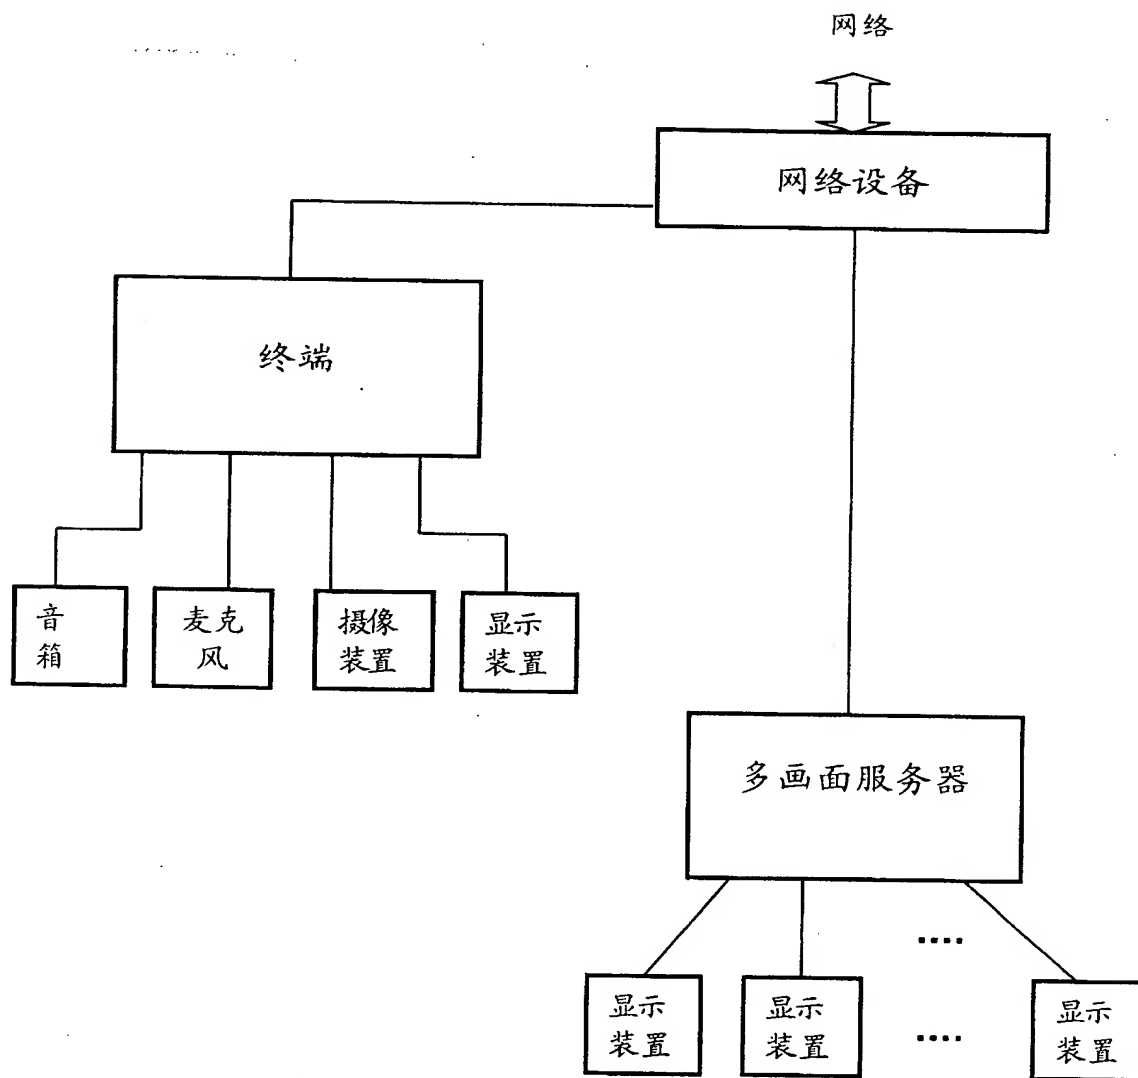 网络
网络设备
终端
音
箱
麦克
风
摄像
装置
显示
装置
多画面服务器
....
显示
装置
显示
装置
....
显示
装置